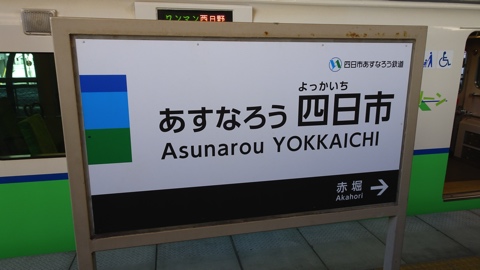 ワンマン 西日野
四日市あすなろう鉄道
よっかいち
あすなろう 四日市
Asunarou YOKKAICHI
赤堀
Akahori